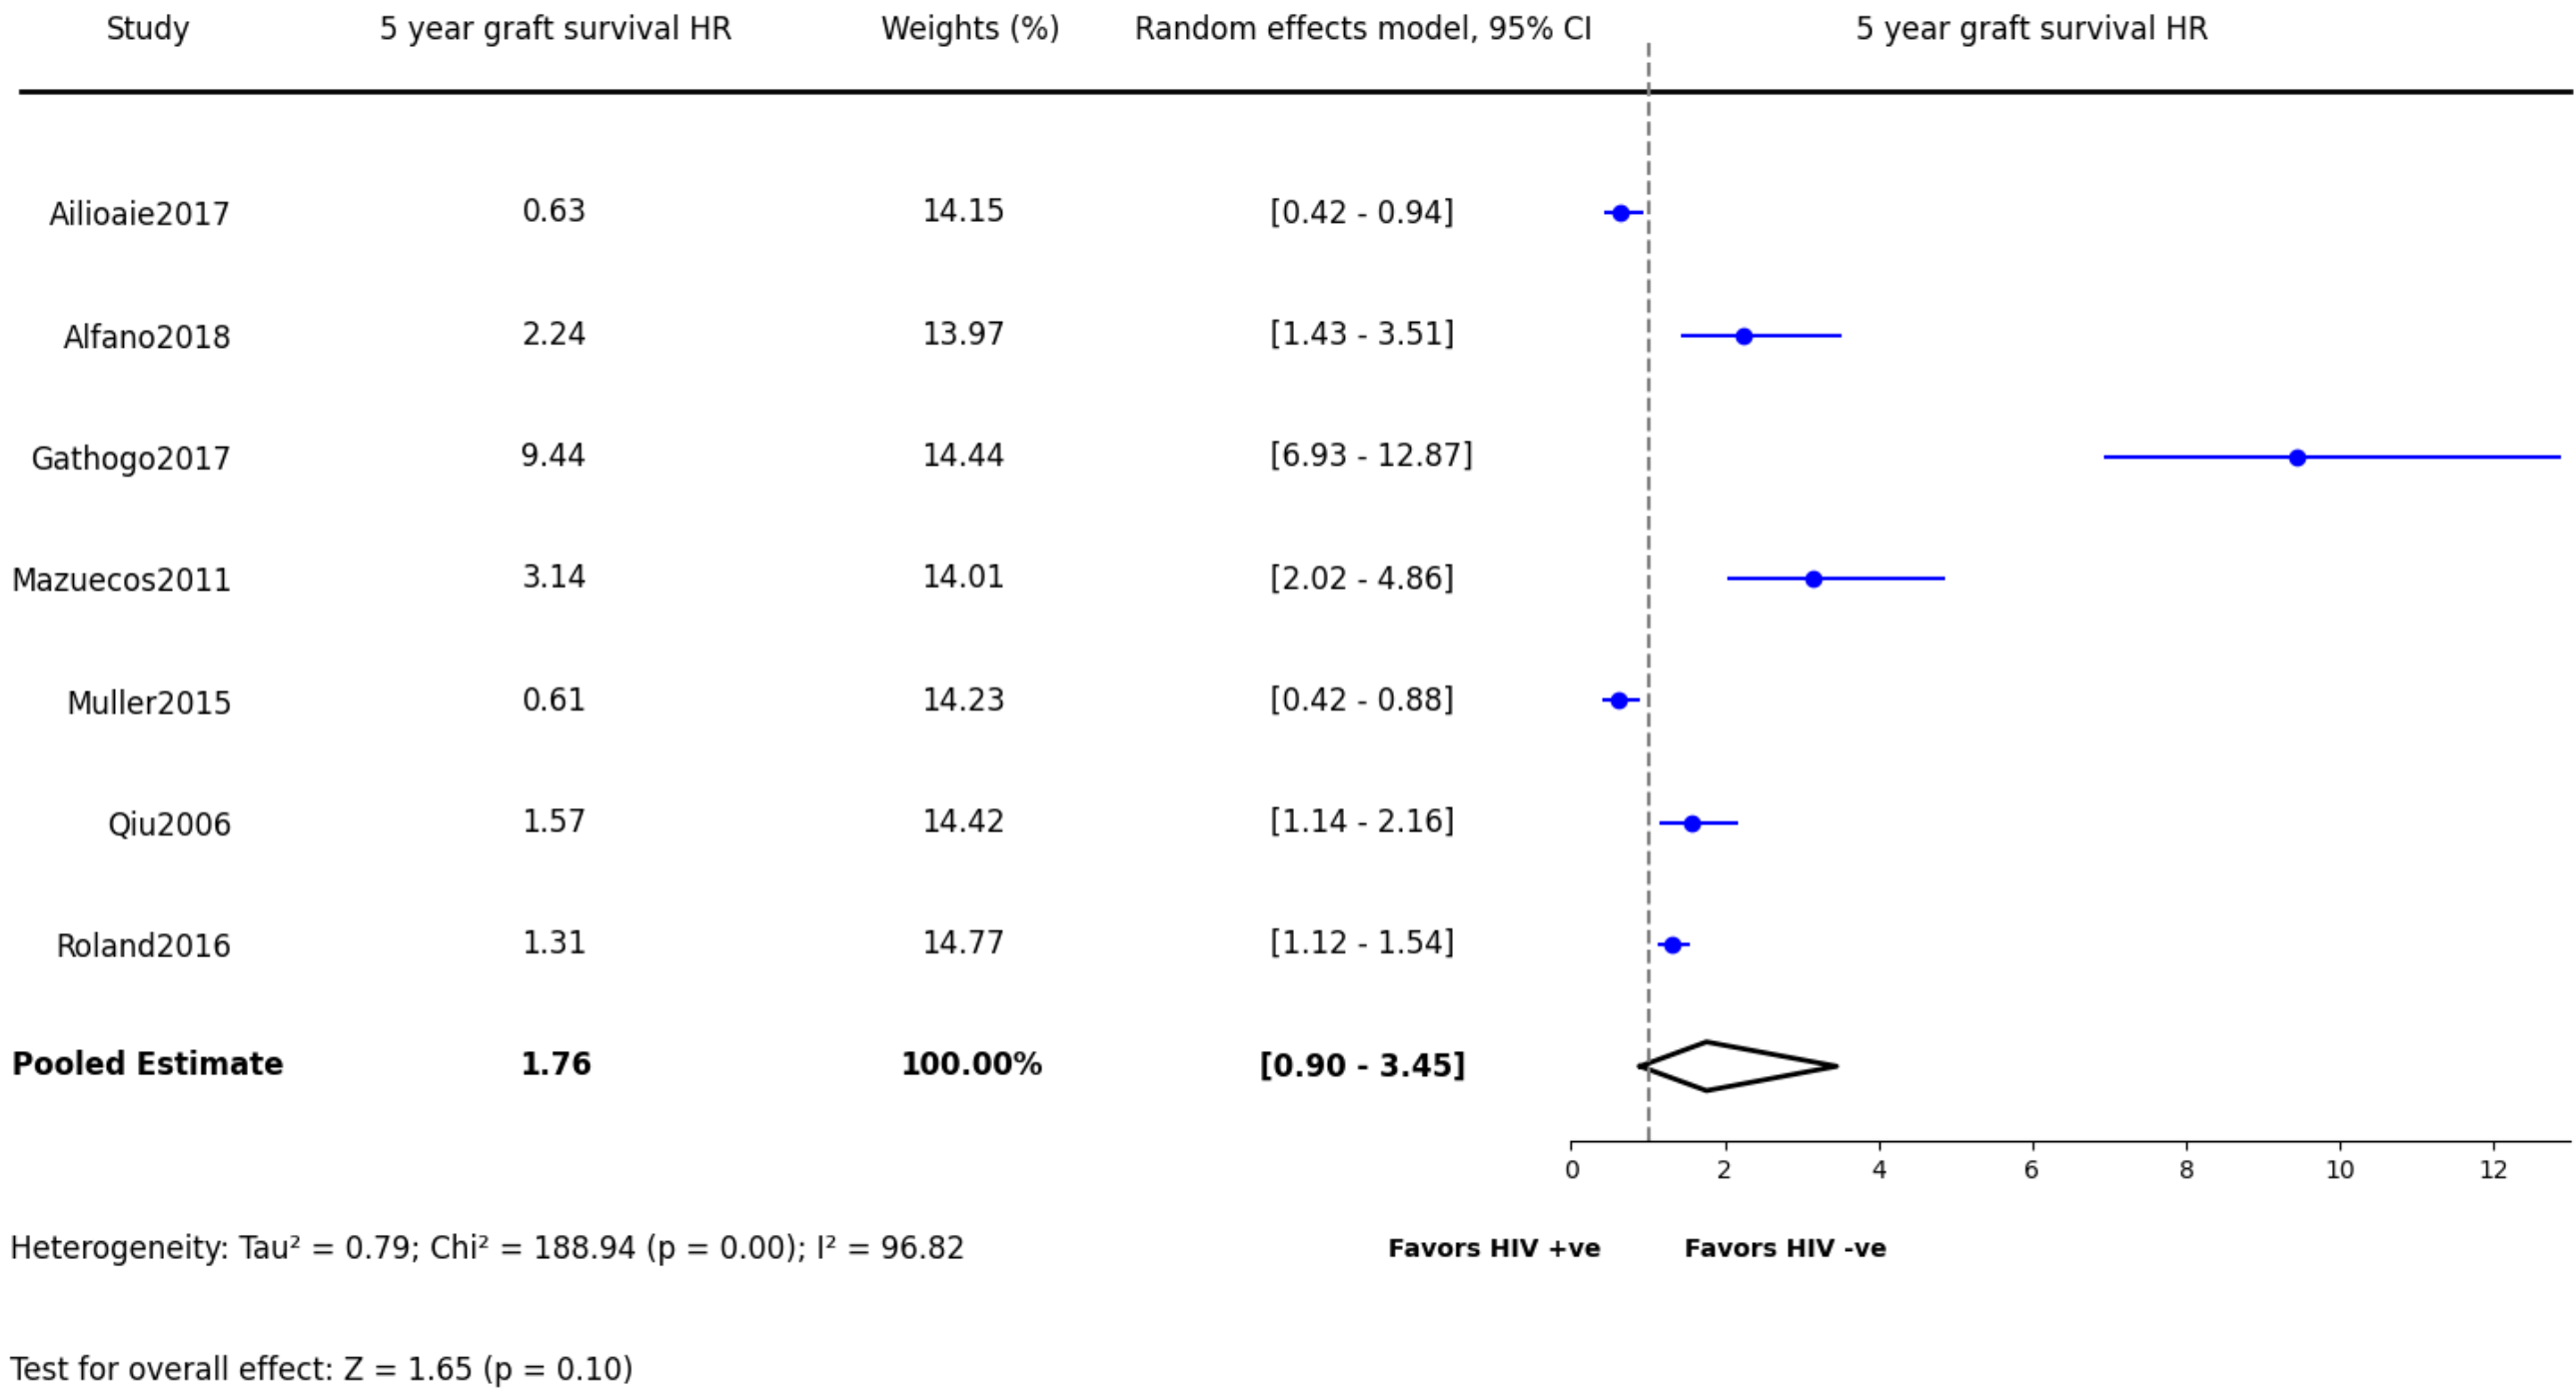 Study 5 year graft survival HR Weights (%) Random effects model, 95% CI 5 year graft survival HR
Ailioaie2017 0.63 14.15 [0.42 - 0.94]
Alfano2018 2.24 13.97 [1.43 - 3.51]
Gathogo2017 9.44 14.44 [6.93 - 12.87]
Mazuecos2011 3.14 14.01 [2.02 - 4.86]
Muller2015 0.61 14.23 [0.42 - 0.88]
Qiu2006 1.57 14.42 [1.14 - 2.16]
Roland2016 1.31 14.77 [1.12 - 1.54]
Pooled Estimate 1.76 100.00% [0.90 - 3.45]
0 2 4 6 8 10 12
Heterogeneity: Tau² = 0.79; Chi² = 188.94 (p = 0.00); I² = 96.82 Favors HIV +ve Favors HIV -ve
Test for overall effect: Z = 1.65 (p = 0.10)